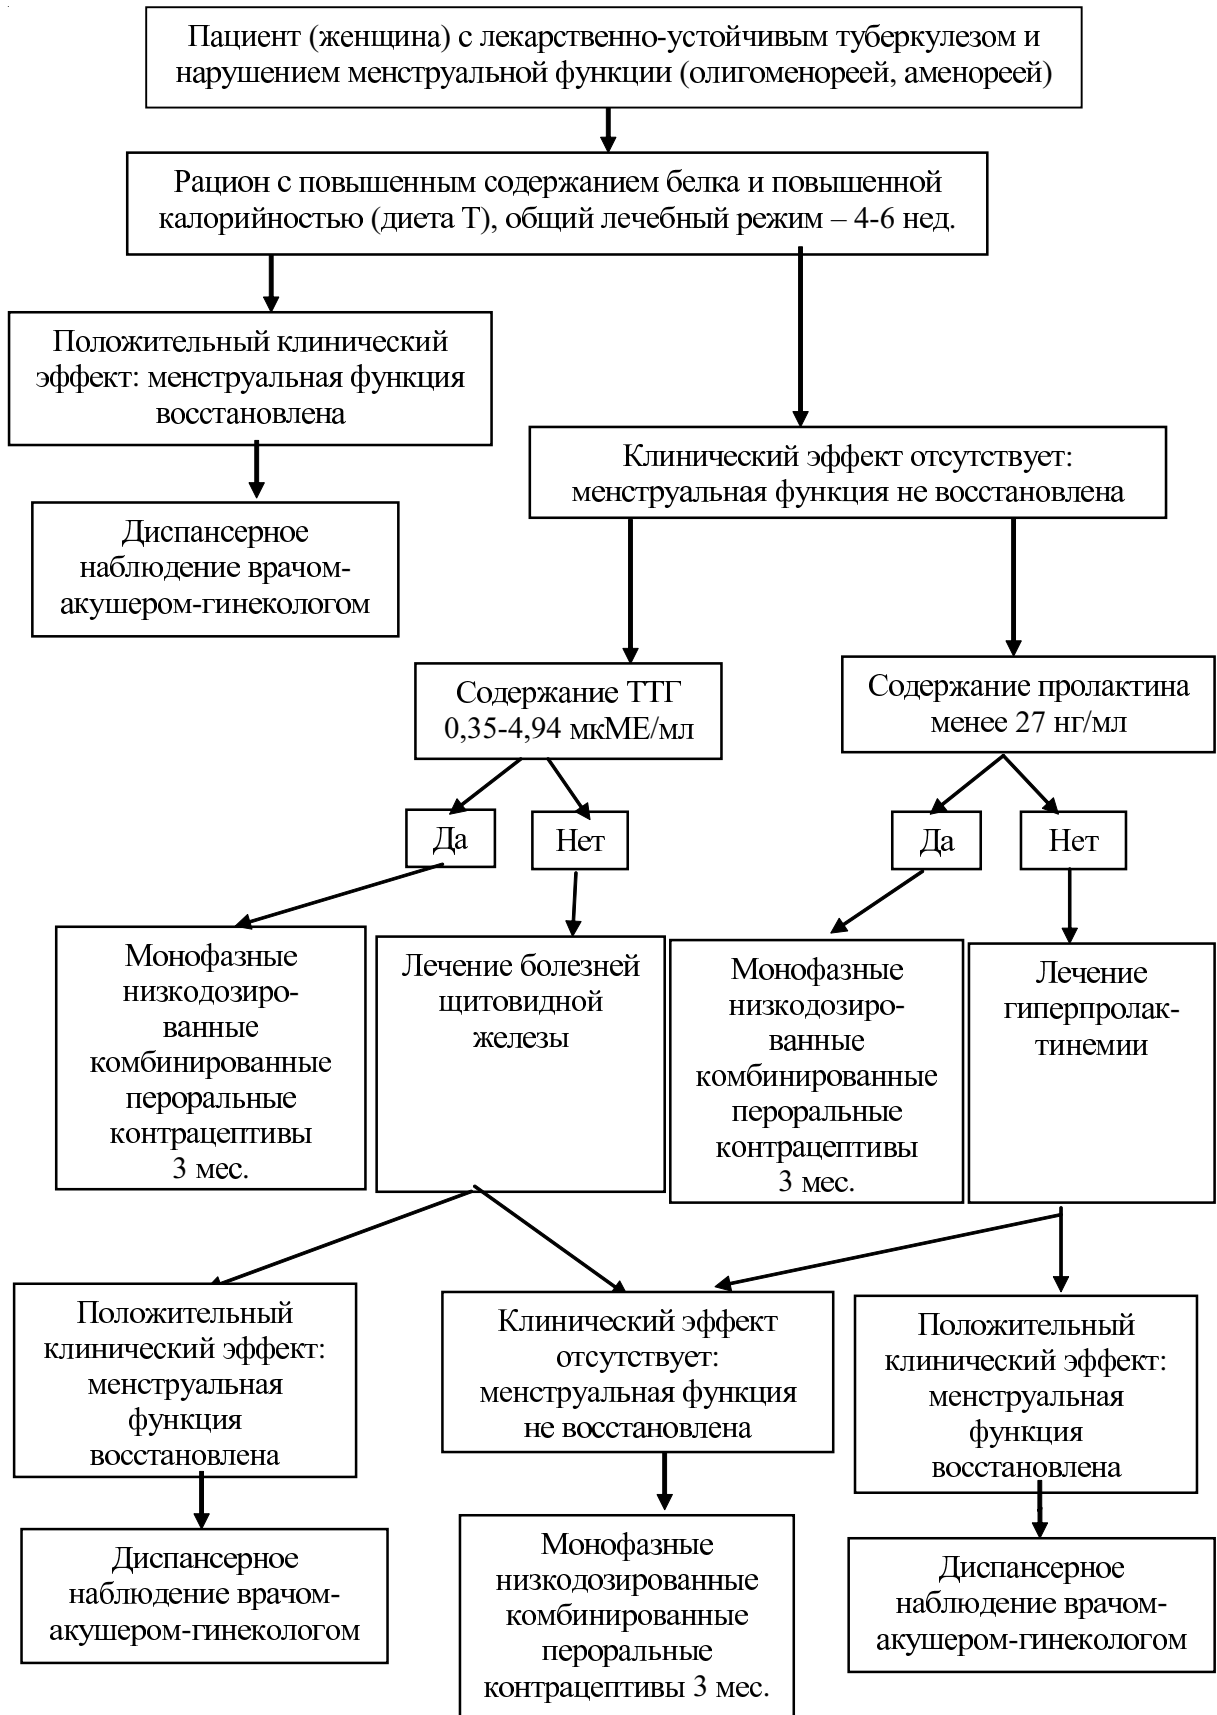 Пациент (женщина) с лекарственно-устойчивым туберкулезом и
нарушением менструальной функции (олигоменореей, аменореей)
Рацион с повышенным содержанием белка и повышенной
калорийностью (диета Т), общий лечебный режим – 4-6 нед.
Положительный клинический
эффект: менструальная функция
восстановлена
Диспансерное
наблюдение врачом-
акушером-гинекологом
Клинический эффект отсутствует:
менструальная функция не восстановлена
Содержание ТТГ
0,35-4,94 мкМЕ/мл
Содержание пролактина
менее 27 нг/мл
Да
Нет
Да
Нет
Монофазные
низкодозиро-
ванные
комбинированные
пероральные
контрацептивы
3 мес.
Лечение болезней
щитовидной
железы
Монофазные
низкодозиро-
ванные
комбинированные
пероральные
контрацептивы
3 мес.
Лечение
гиперпролак-
тинемии
Положительный
клинический эффект:
менструальная
функция
восстановлена
Клинический эффект
отсутствует:
менструальная функция
не восстановлена
Положительный
клинический эффект:
менструальная
функция
восстановлена
Диспансерное
наблюдение врачом-
акушером-гинекологом
Монофазные
низкодозированные
комбинированные
пероральные
контрацептивы 3 мес.
Диспансерное
наблюдение врачом-
акушером-гинекологом